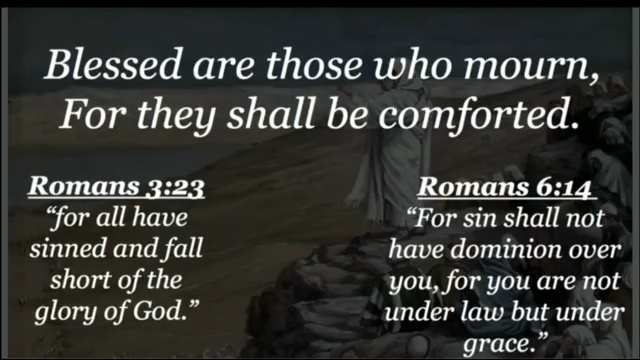 Blessed are those who mourn,
For they shall be comforted.
Romans 3:23
“for all have
sinned and fall
short of the
glory of God.”
Romans 6:14
“For sin shall not
have dominion over
you, for you are not
under law but under
grace.”